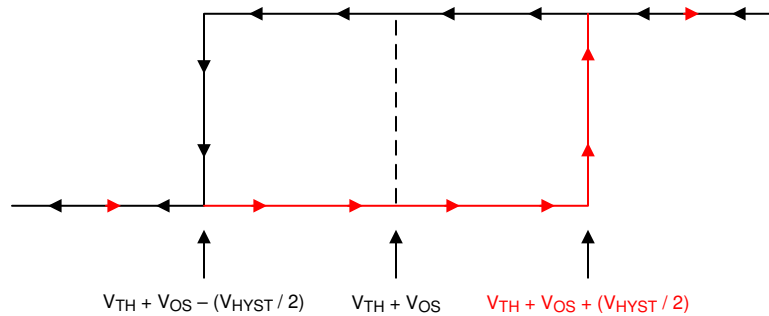 VTH + VOS – (VHYST / 2)
VTH + VOS
VTH + VOS + (VHYST / 2)